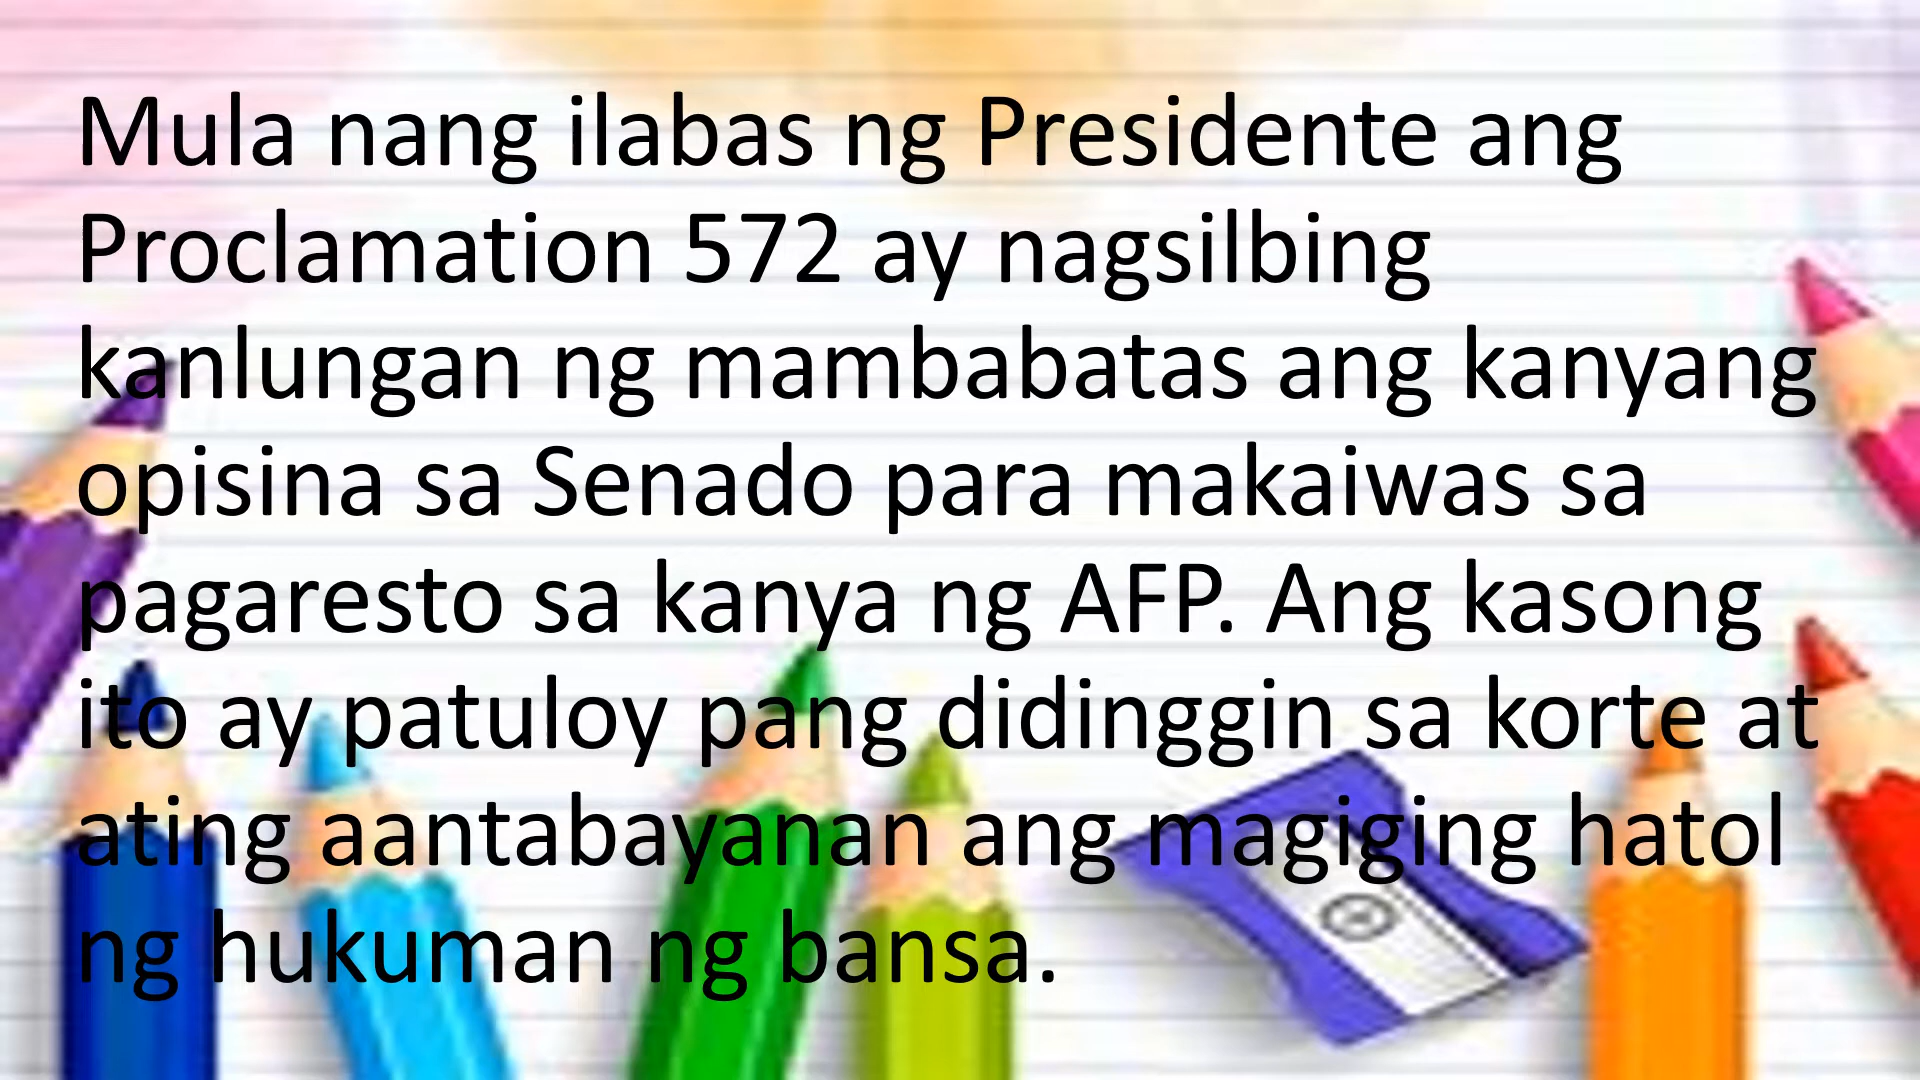 Mula nang ilabas ng Presidente ang
Proclamation 572 ay nagsilbing
kanlungan ng mambabatas ang kanyang
opisina sa Senado para makaiwas sa
pagaresto sa kanya ng AFP. Ang kasong
ito ay patuloy pang didinggin sa korte at
ating aantabayanan ang magiging hatol
ng hukuman ng bansa.